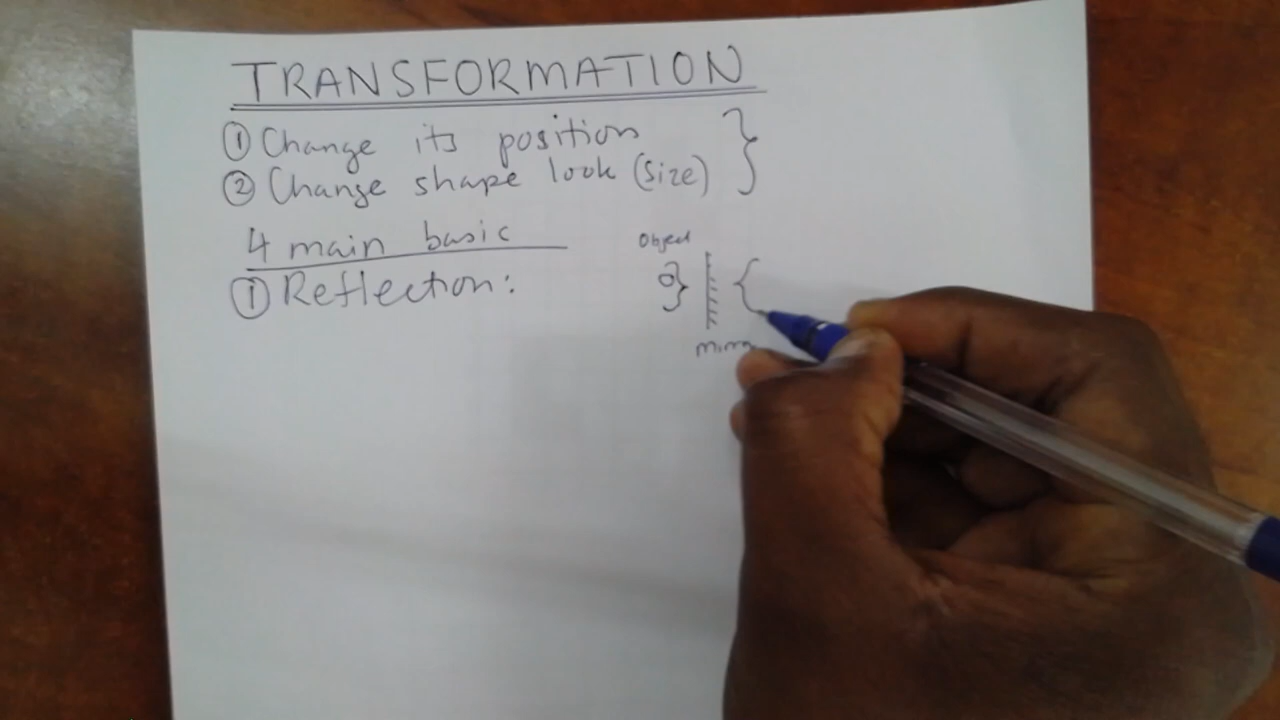 TRANSFORMATION
① Change its position
② Change shape look (size)
4 main basic
Object
① Reflection: